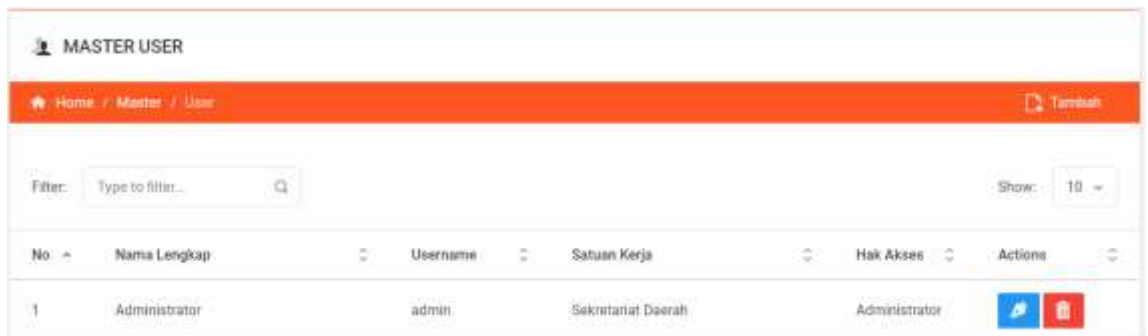 MASTER USER
Home / Master / User Tambah
Filter: Type to filter... Show: 10
No Nama Lengkap Username Satuan Kerja Hak Akses Actions
1 Administrator admin Sekretariat Daerah Administrator